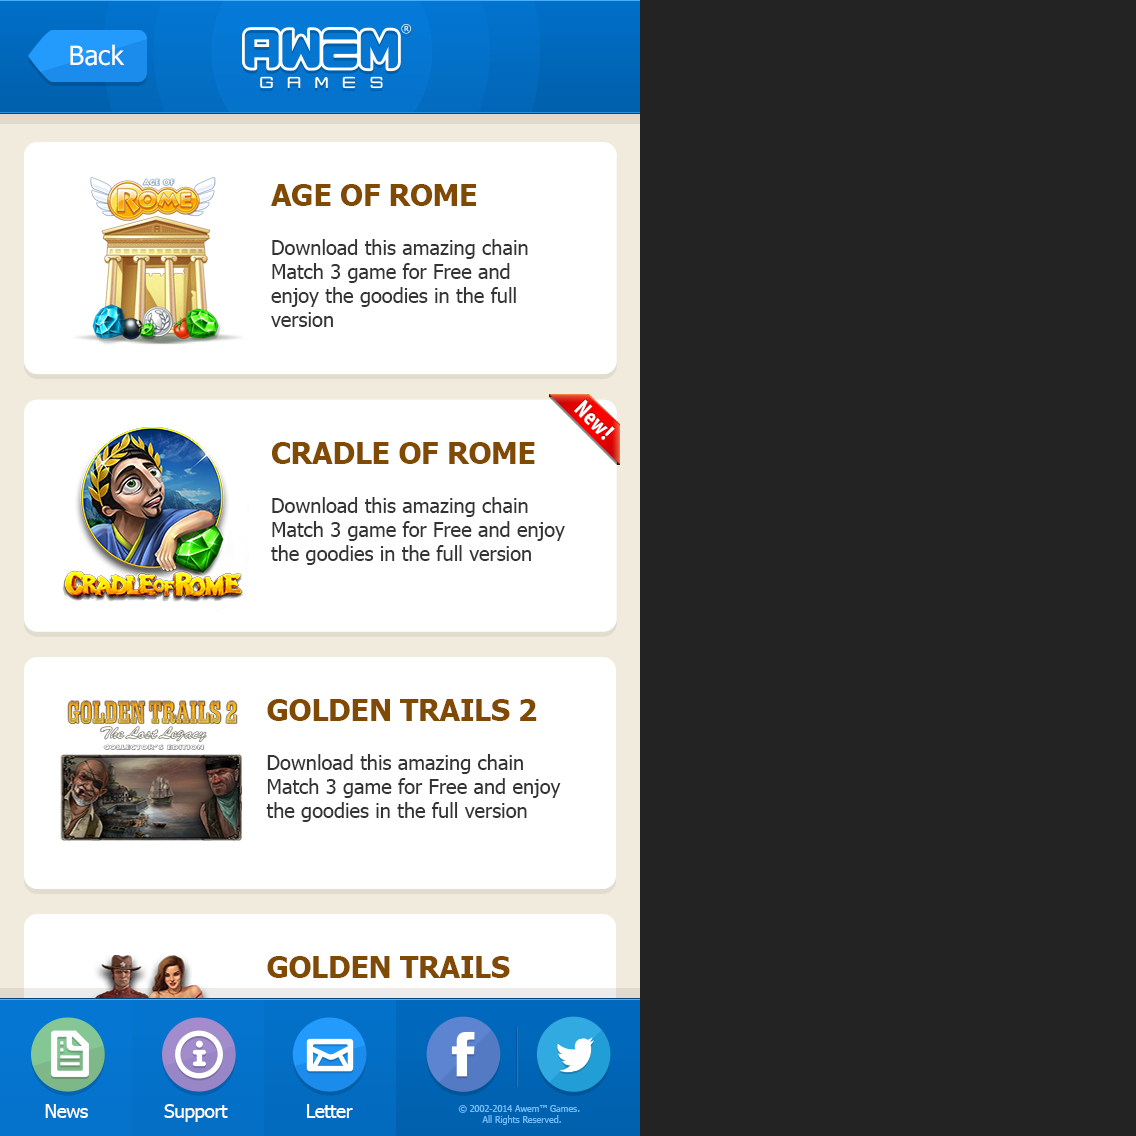 Back
AWEM®
GAMES
AGE OF
ROME
AGE OF ROME
Download this amazing chain
Match 3 game for Free and
enjoy the goodies in the full
version
New!
CRADLE OF ROME
CRADLE OF ROME
Download this amazing chain
Match 3 game for Free and enjoy
the goodies in the full version
GOLDEN TRAILS 2
The Lost Legacy
COLLECTOR'S EDITION
GOLDEN TRAILS 2
Download this amazing chain
Match 3 game for Free and enjoy
the goodies in the full version
GOLDEN TRAILS
News
Support
Letter
© 2002-2014 Awem™ Games.
All Rights Reserved.